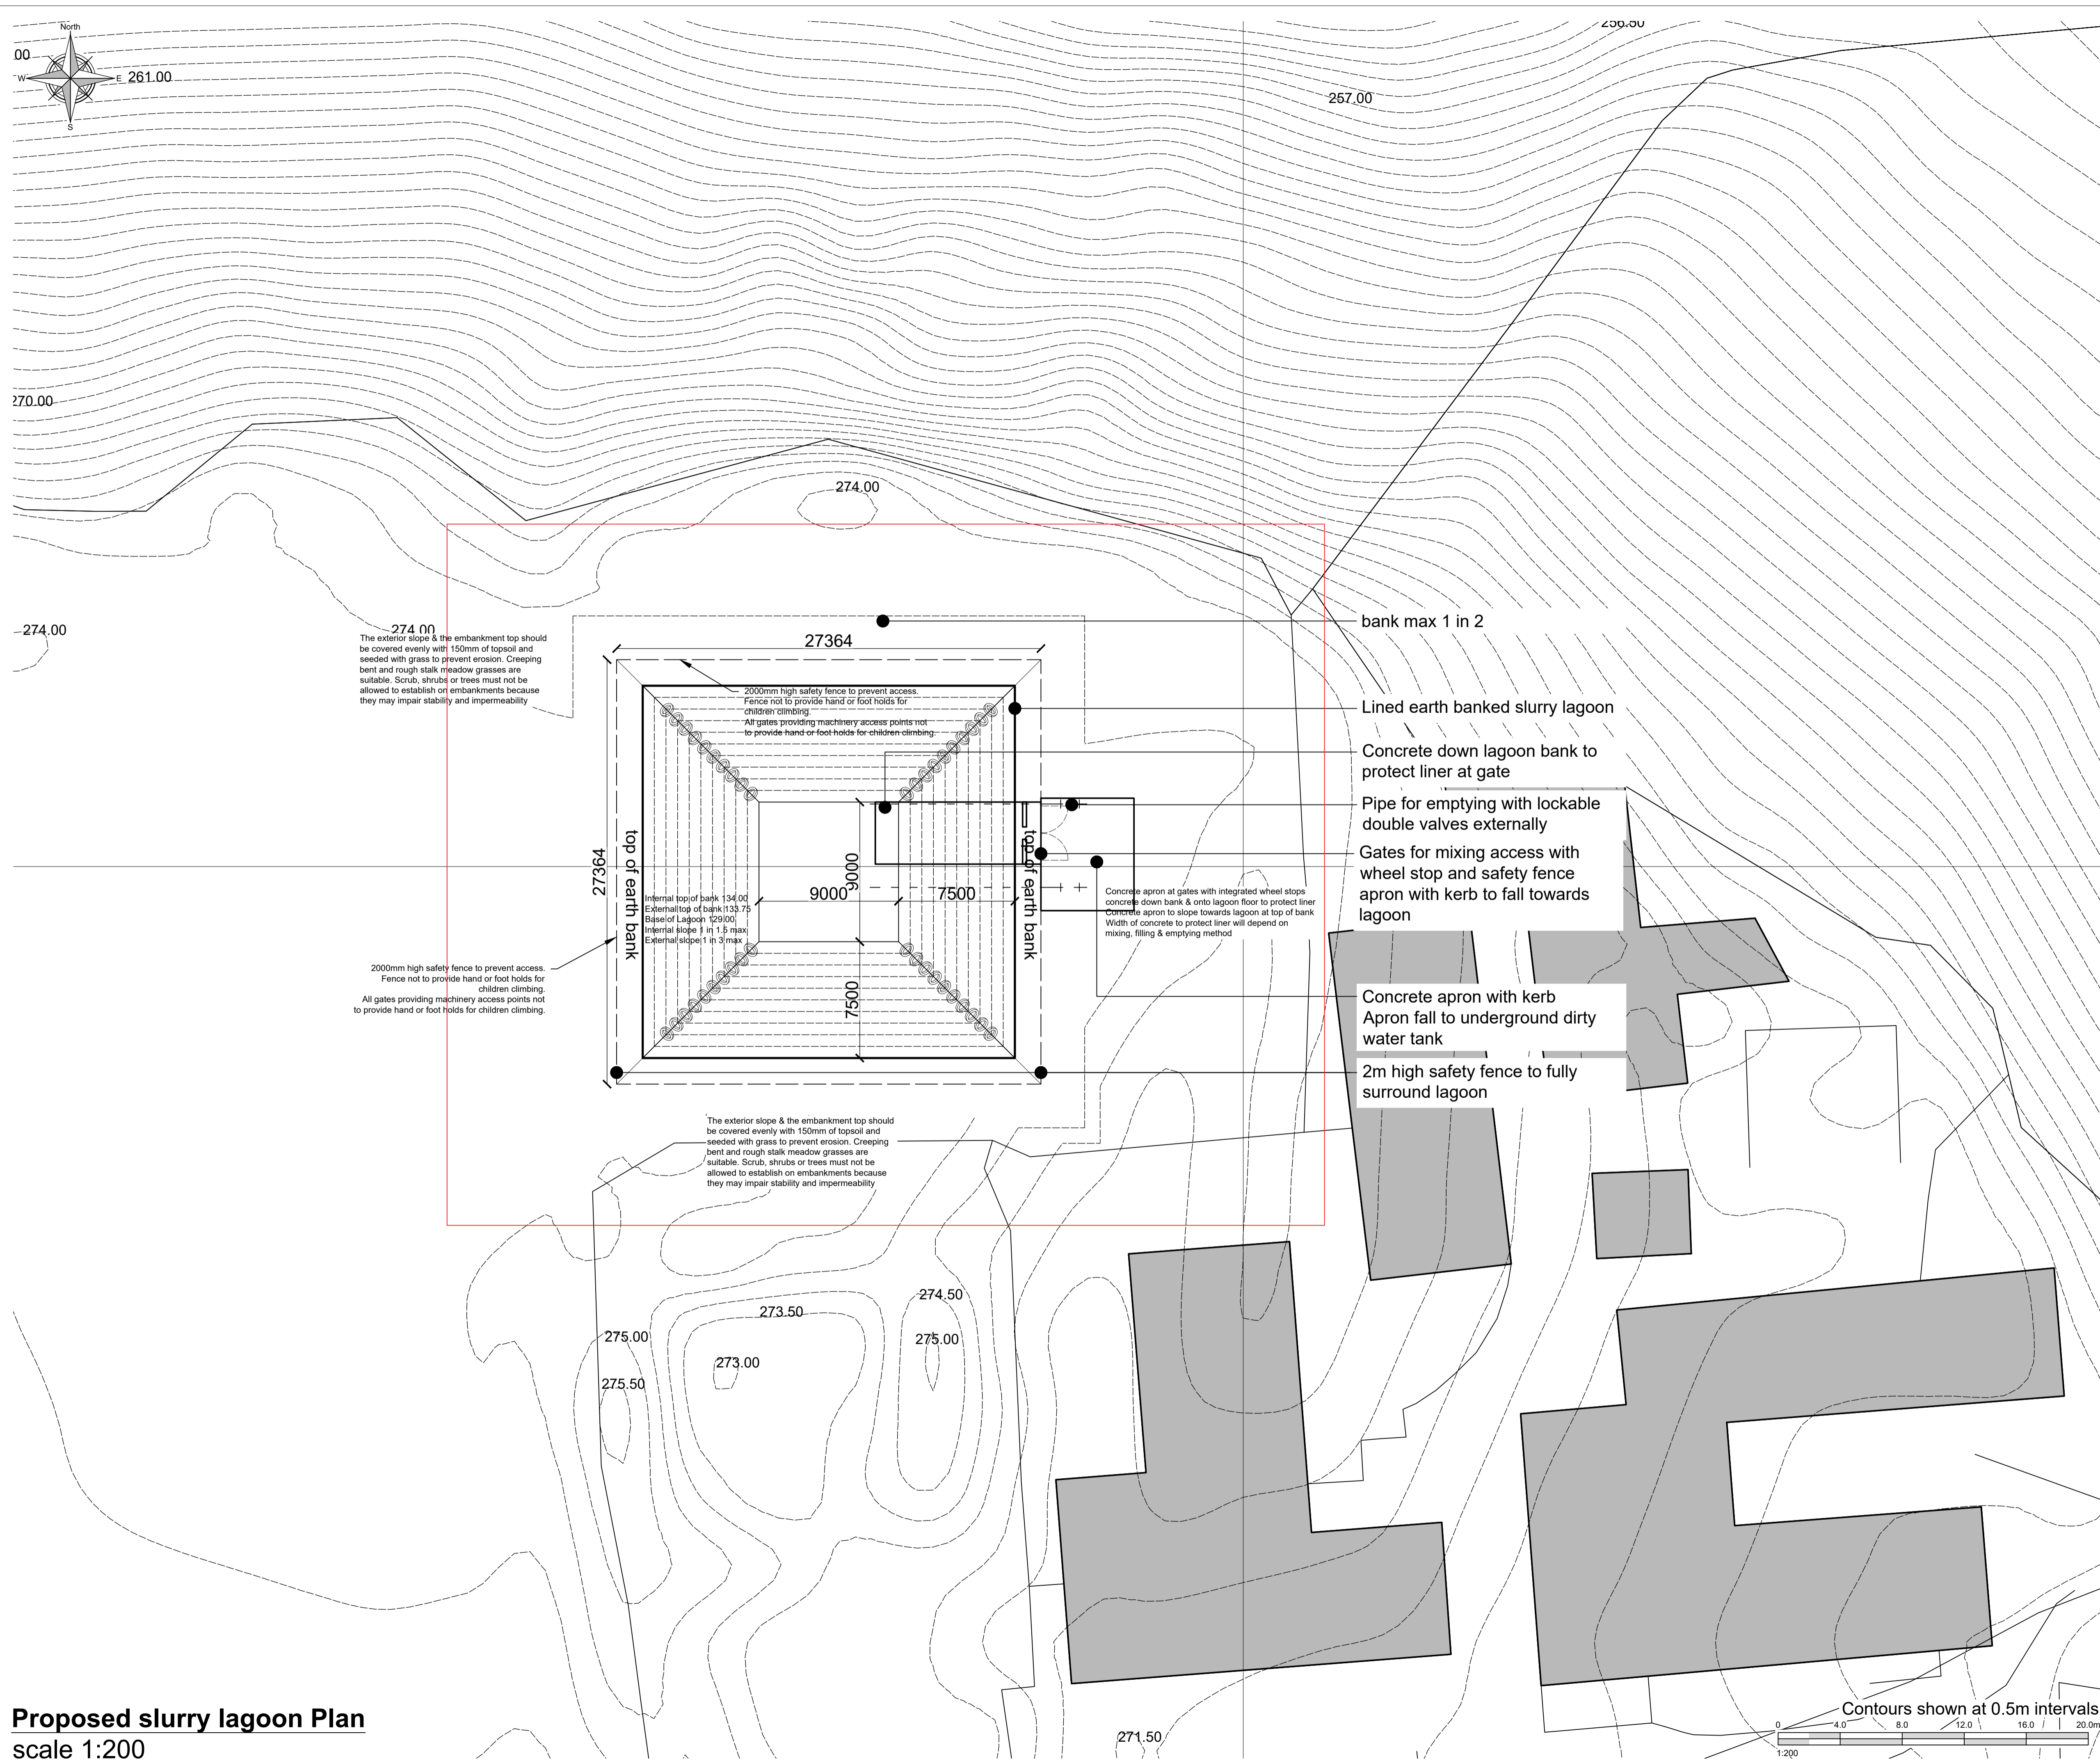 North
W
E
S
00
261.00
256.50
257.00
270.00
274.00
274.00
274.00
The exterior slope & the embankment top should
be covered evenly with 150mm of topsoil and
seeded with grass to prevent erosion. Creeping
bent and rough stalk meadow grasses are
suitable. Scrub, shrubs or trees must not be
allowed to establish on embankments because
they may impair stability and impermeability
27364
27364
2000mm high safety fence to prevent access.
Fence not to provide hand or foot holds for
children climbing.
All gates providing machinery access points not
to provide hand or foot holds for children climbing.
top of earth bank
top of earth bank
9000
9000
7500
7500
Internal top of bank 134.00
External top of bank 133.75
Base of Lagoon 129.00
Internal slope 1 in 1.5 max
External slope 1 in 3 max
2000mm high safety fence to prevent access.
Fence not to provide hand or foot holds for
children climbing.
All gates providing machinery access points not
to provide hand or foot holds for children climbing.
Concrete apron at gates with integrated wheel stops
concrete down bank & onto lagoon floor to protect liner
Concrete apron to slope towards lagoon at top of bank
Width of concrete to protect liner will depend on
mixing, filling & emptying method
bank max 1 in 2
Lined earth banked slurry lagoon
Concrete down lagoon bank to
protect liner at gate
Pipe for emptying with lockable
double valves externally
Gates for mixing access with
wheel stop and safety fence
apron with kerb to fall towards
lagoon
Concrete apron with kerb
Apron fall to underground dirty
water tank
2m high safety fence to fully
surround lagoon
The exterior slope & the embankment top should
be covered evenly with 150mm of topsoil and
seeded with grass to prevent erosion. Creeping
bent and rough stalk meadow grasses are
suitable. Scrub, shrubs or trees must not be
allowed to establish on embankments because
they may impair stability and impermeability
274.50
273.50
275.00
275.00
273.00
275.50
271.50
Proposed slurry lagoon Plan
scale 1:200
Contours shown at 0.5m intervals
0 4.0 8.0 12.0 16.0 20.0m
1:200